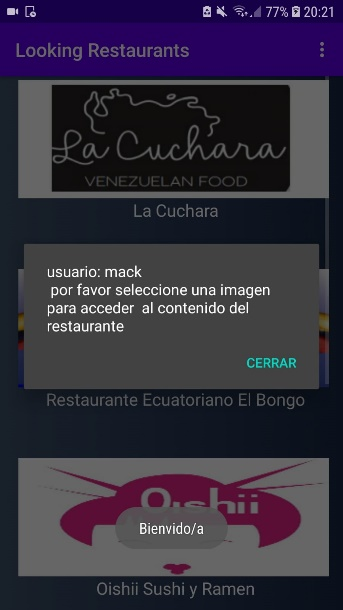 77% 20:21
Looking Restaurants
La Cuchara
VENEZUELAN FOOD
La Cuchara
usuario: mack
por favor seleccione una imagen
para acceder al contenido del
restaurante
CERRAR
Restaurante Ecuatoriano El Bongo
Oishii
Bienvido/a
Oishii Sushi y Ramen